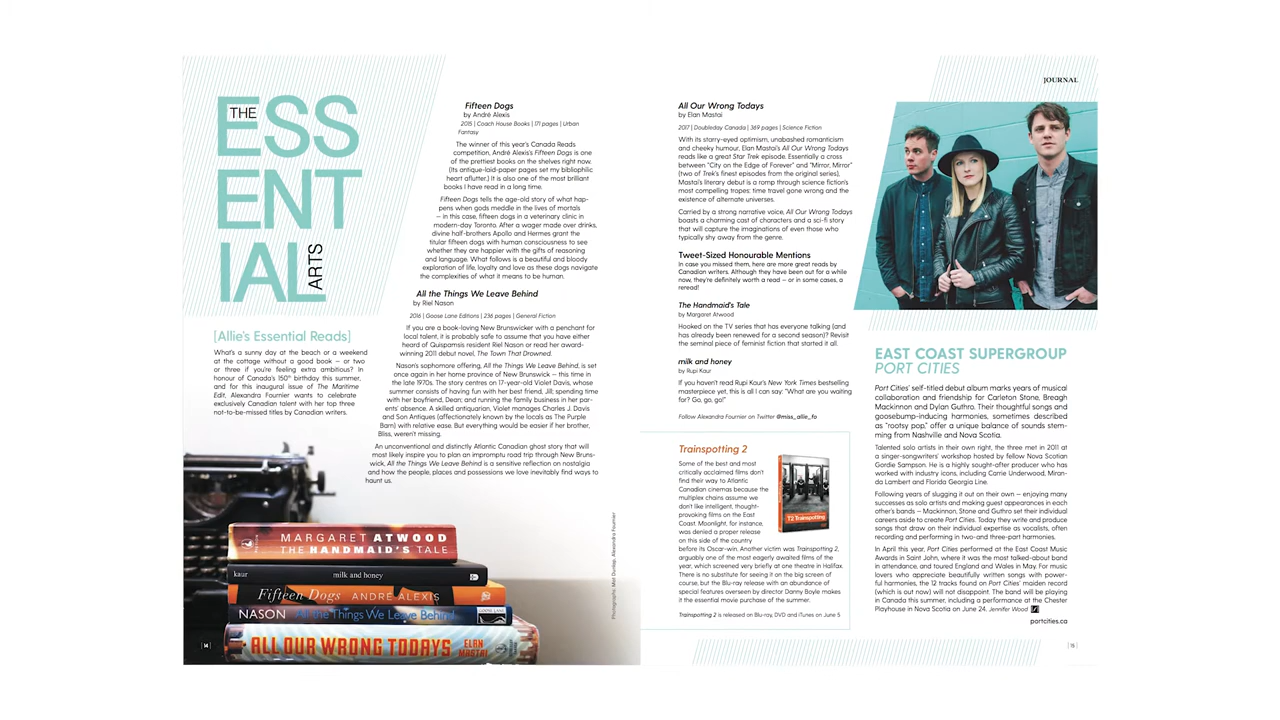 THE
ESS
ENT
IAL
ARTS
[Allie's Essential Reads]
What's a sunny day at the beach or a weekend
at the cottage without a good book — or two
or three if you're feeling extra ambitious? In
honour of Canada's 150th birthday this summer,
and for this inaugural issue of The Maritime
Edit, Alexandra Fournier wants to celebrate
exclusively Canadian talent with her top three
not-to-be-missed titles by Canadian writers.
Fifteen Dogs
by André Alexis
2015 | Coach House Books | 171 pages | Urban
Fantasy
The winner of this year's Canada Reads
competition, André Alexis's Fifteen Dogs is one
of the prettiest books on the shelves right now.
(Its antique-laid-paper pages set my bibliophilic
heart aflutter.) It is also one of the most brilliant
books I have read in a long time.
Fifteen Dogs tells the age-old story of what hap-
pens when gods meddle in the lives of mortals
— in this case, fifteen dogs in a veterinary clinic in
modern-day Toronto. After a wager made over drinks,
divine half-brothers Apollo and Hermes grant the
titular fifteen dogs with human consciousness to see
whether they are happier with the gifts of reasoning
and language. What follows is a beautiful and bloody
exploration of life, loyalty and love as these dogs navigate
the complexities of what it means to be human.
All the Things We Leave Behind
by Riel Nason
2016 | Goose Lane Editions | 236 pages | General Fiction
If you are a book-loving New Brunswicker with a penchant for
local talent, it is probably safe to assume that you have either
heard of Quispamsis resident Riel Nason or read her award-
winning 2011 debut novel, The Town That Drowned.
Nason's sophomore offering, All the Things We Leave Behind, is set
once again in her home province of New Brunswick — this time in
the late 1970s. The story centres on 17-year-old Violet Davis, whose
summer consists of having fun with her best friend, Jill; spending time
with her boyfriend, Dean; and running the family business in her par-
ents' absence. A skilled antiquarian, Violet manages Charles J. Davis
and Son Antiques (affectionately known by the locals as The Purple
Barn) with relative ease. But everything would be easier if her brother,
Bliss, weren't missing.
An unconventional and distinctly Atlantic Canadian ghost story that will
most likely inspire you to plan an impromptu road trip through New Bruns-
wick, All the Things We Leave Behind is a sensitive reflection on nostalgia
and how the people, places and possessions we love inevitably find ways to
haunt us.
Photographs: Mat Dunlap, Alexandra Fournier
MARGARET ATWOOD
THE HANDMAID'S TALE
kaur milk and honey
Fifteen Dogs ANDRÉ ALEXIS
NASON All the Things We Leave Behind GOOSE LANE
ALL OUR WRONG TODAYS ELAN MASTAI
| 14 |
All Our Wrong Todays
by Elan Mastai
2017 | Doubleday Canada | 369 pages | Science Fiction
With its starry-eyed optimism, unabashed romanticism
and cheeky humour, Elan Mastai's All Our Wrong Todays
reads like a great Star Trek episode. Essentially a cross
between "City on the Edge of Forever" and "Mirror, Mirror"
(two of Trek's finest episodes from the original series),
Mastai's literary debut is a romp through science fiction's
most compelling tropes: time travel gone wrong and the
existence of alternate universes.
Carried by a strong narrative voice, All Our Wrong Todays
boasts a charming cast of characters and a sci-fi story
that will capture the imaginations of even those who
typically shy away from the genre.
Tweet-Sized Honourable Mentions
In case you missed them, here are more great reads by
Canadian writers. Although they have been out for a while
now, they're definitely worth a read — or in some cases, a
reread!
The Handmaid's Tale
by Margaret Atwood
Hooked on the TV series that has everyone talking (and
has already been renewed for a second season)? Revisit
the seminal piece of feminist fiction that started it all.
milk and honey
by Rupi Kaur
If you haven't read Rupi Kaur's New York Times bestselling
masterpiece yet, this is all I can say: "What are you waiting
for? Go, go, go!"
Follow Alexandra Fournier on Twitter @miss_allie_fo
Trainspotting 2
Some of the best and most
critically acclaimed films don't
find their way to Atlantic
Canadian cinemas because the
multiplex chains assume we
don't like intelligent, thought-
provoking films on the East
Coast. Moonlight, for instance,
was denied a proper release
on this side of the country
before its Oscar-win. Another victim was Trainspotting 2,
arguably one of the most eagerly awaited films of the
year, which screened very briefly at one theatre in Halifax.
There is no substitute for seeing it on the big screen of
course, but the Blu-ray release with an abundance of
special features overseen by director Danny Boyle makes
it the essential movie purchase of the summer.
Trainspotting 2 is released on Blu-ray, DVD and iTunes on June 5
T2 Trainspotting
JOURNAL
EAST COAST SUPERGROUP
PORT CITIES
Port Cities' self-titled debut album marks years of musical
collaboration and friendship for Carleton Stone, Breagh
Mackinnon and Dylan Guthro. Their thoughtful songs and
goosebump-inducing harmonies, sometimes described
as "rootsy pop," offer a unique balance of sounds stem-
ming from Nashville and Nova Scotia.
Talented solo artists in their own right, the three met in 2011 at
a singer-songwriters' workshop hosted by fellow Nova Scotian
Gordie Sampson. He is a highly sought-after producer who has
worked with industry icons, including Carrie Underwood, Miran-
da Lambert and Florida Georgia Line.
Following years of slugging it out on their own — enjoying many
successes as solo artists and making guest appearances in each
other's bands — Mackinnon, Stone and Guthro set their individual
careers aside to create Port Cities. Today they write and produce
songs that draw on their individual expertise as vocalists, often
recording and performing in two-and three-part harmonies.
In April this year, Port Cities performed at the East Coast Music
Awards in Saint John, where it was the most talked-about band
in attendance, and toured England and Wales in May. For music
lovers who appreciate beautifully written songs with power-
ful harmonies, the 12 tracks found on Port Cities' maiden record
(which is out now) will not disappoint. The band will be playing
in Canada this summer, including a performance at the Chester
Playhouse in Nova Scotia on June 24. Jennifer Wood
portcities.ca
| 15 |